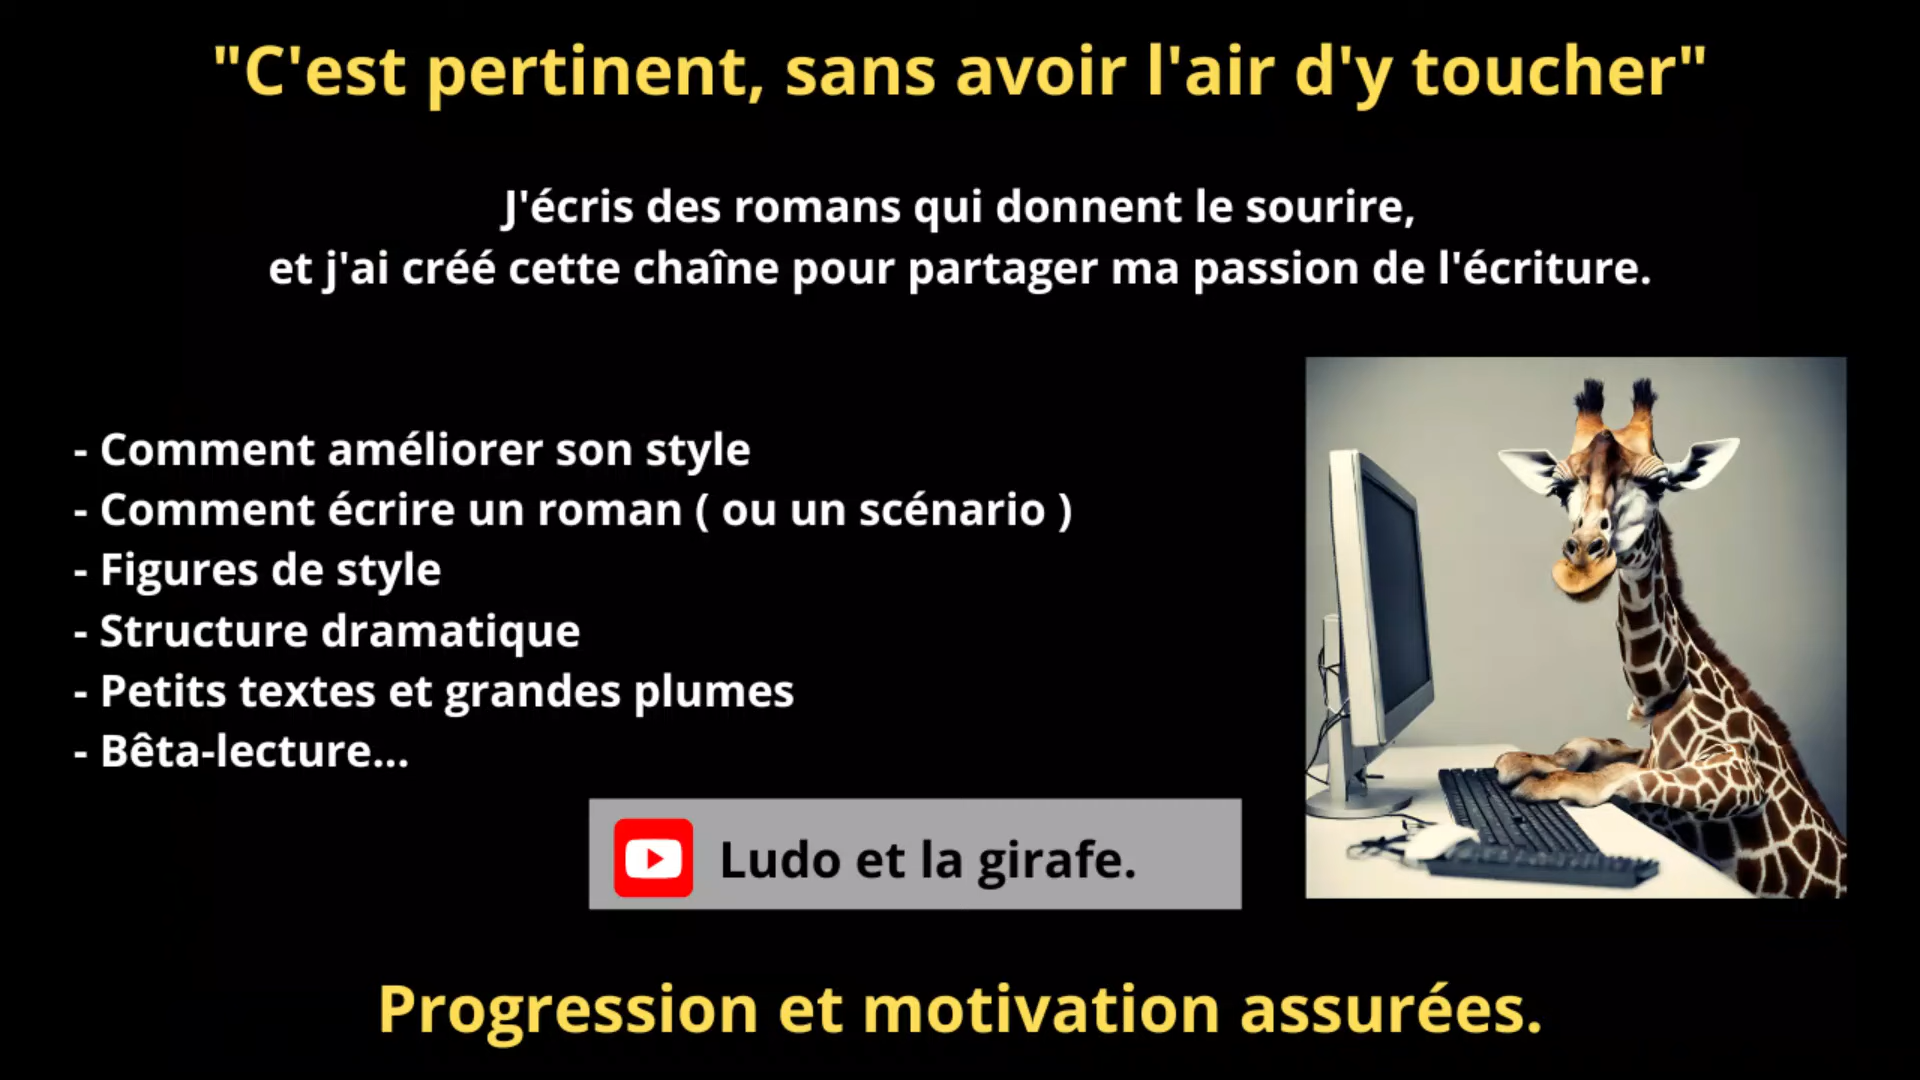 "C'est pertinent, sans avoir l'air d'y toucher"
J'écris des romans qui donnent le sourire,
et j'ai créé cette chaîne pour partager ma passion de l'écriture.
- Comment améliorer son style
- Comment écrire un roman ( ou un scénario )
- Figures de style
- Structure dramatique
- Petits textes et grandes plumes
- Bêta-lecture...
Ludo et la girafe.
Progression et motivation assurées.